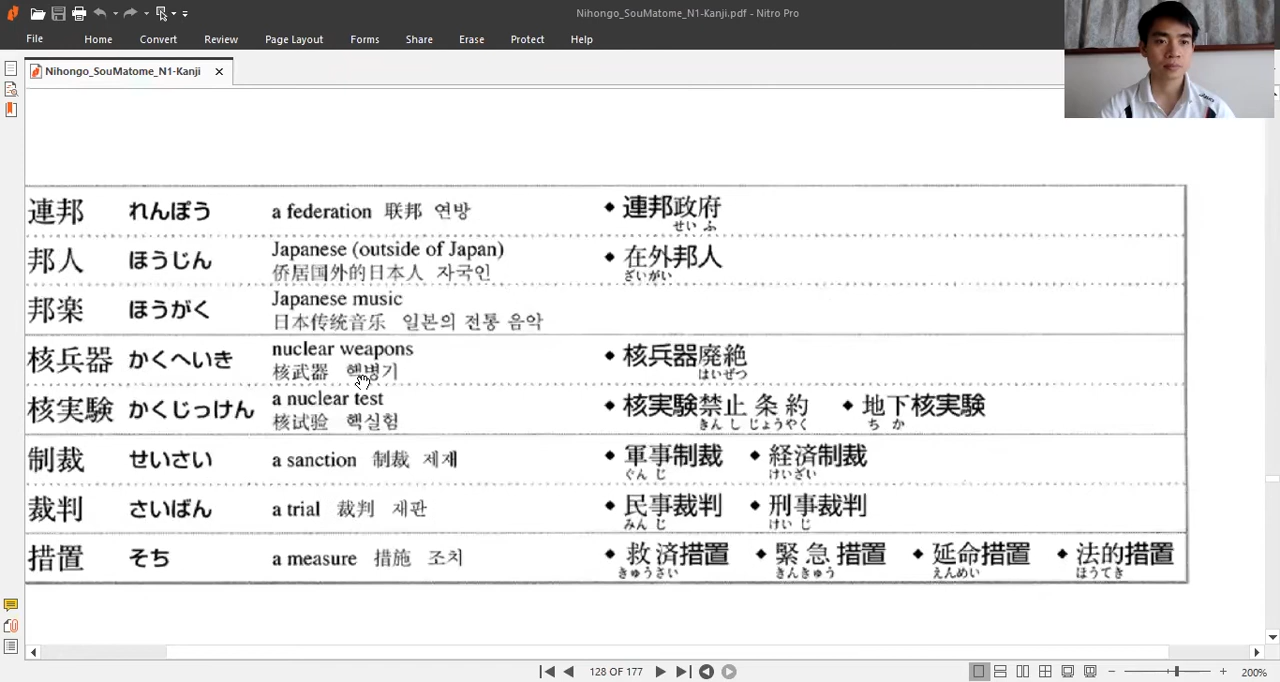 Nihongo_SouMatome_N1-Kanji.pdf - Nitro Pro
File Home Convert Review Page Layout Forms Share Erase Protect Help
Nihongo_SouMatome_N1-Kanji ×
連邦 れんぽう a federation 联邦 연방 ◆連邦政府
せいふ
邦人 ほうじん Japanese (outside of Japan) ◆在外邦人
侨居国外的日本人 자국인 ざいがい
邦楽 ほうがく Japanese music
日本传统音乐 일본의 전통 음악
核兵器 かくへいき nuclear weapons ◆核兵器廃絶
核武器 핵병기 はいぜつ
核実験 かくじっけん a nuclear test ◆核実験禁止条約 ◆地下核実験
核试验 핵실험 きんしじょうやく ちか
制裁 せいさい a sanction 制裁 제재 ◆軍事制裁 ◆経済制裁
ぐんじ けいざい
裁判 さいばん a trial 裁判 재판 ◆民事裁判 ◆刑事裁判
みんじ けいじ
措置 そち a measure 措施 조치 ◆救済措置 ◆緊急措置 ◆延命措置 ◆法的措置
きゅうさい きんきゅう えんめい ほうてき
128 OF 177
200%